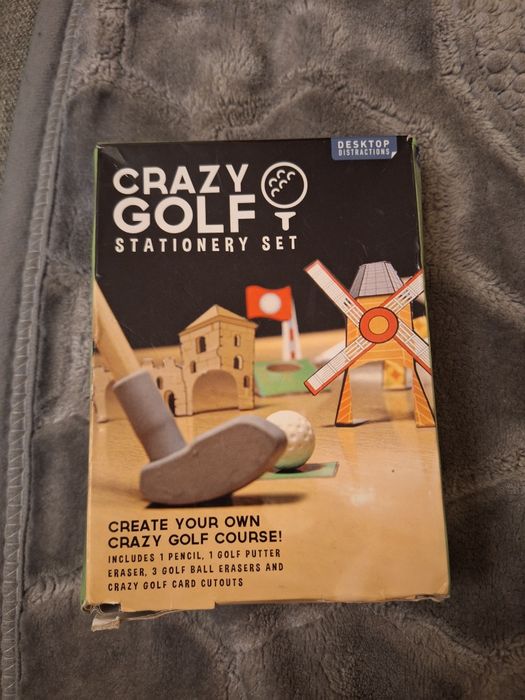 DESKTOP
DISTRACTIONS
CRAZY
GOLF
STATIONERY SET
CREATE YOUR OWN
CRAZY GOLF COURSE!
INCLUDES 1 PENCIL, 1 GOLF PUTTER
ERASER, 3 GOLF BALL ERASERS AND
CRAZY GOLF CARD CUTOUTS